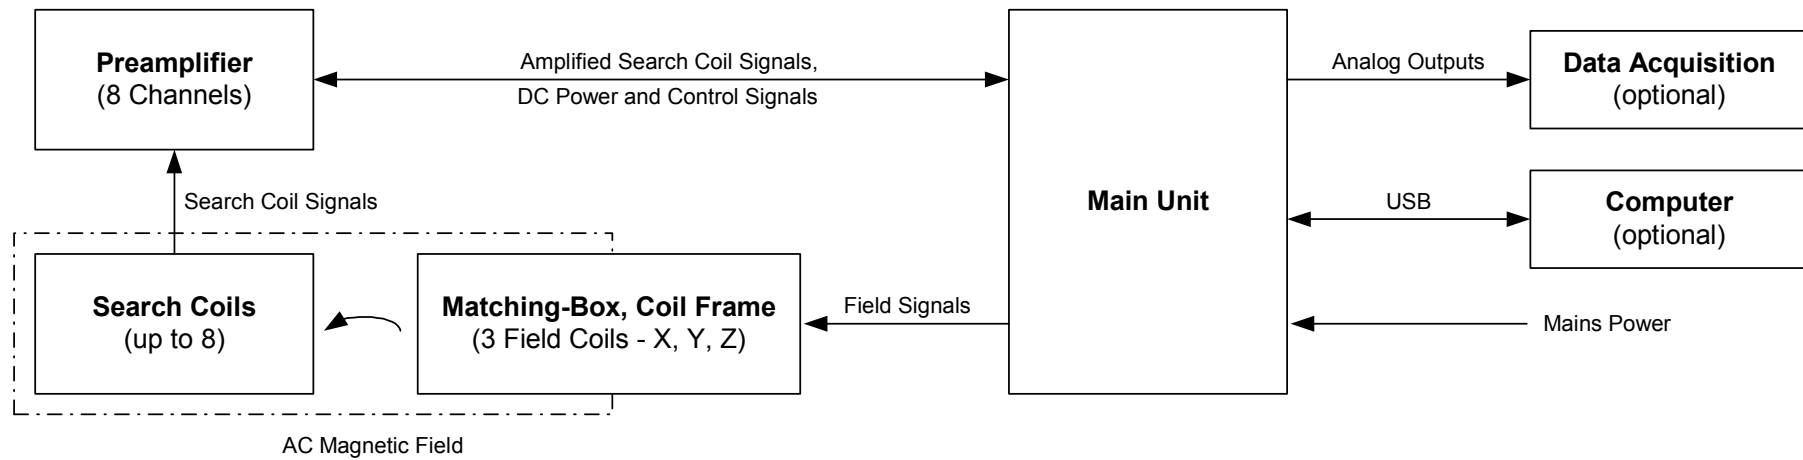 Preamplifier
(8 Channels)
Amplified Search Coil Signals,
DC Power and Control Signals
Analog Outputs
Data Acquisition
(optional)
Search Coil Signals
Main Unit
USB
Computer
(optional)
Search Coils
(up to 8)
Matching-Box, Coil Frame
(3 Field Coils - X, Y, Z)
Field Signals
Mains Power
AC Magnetic Field